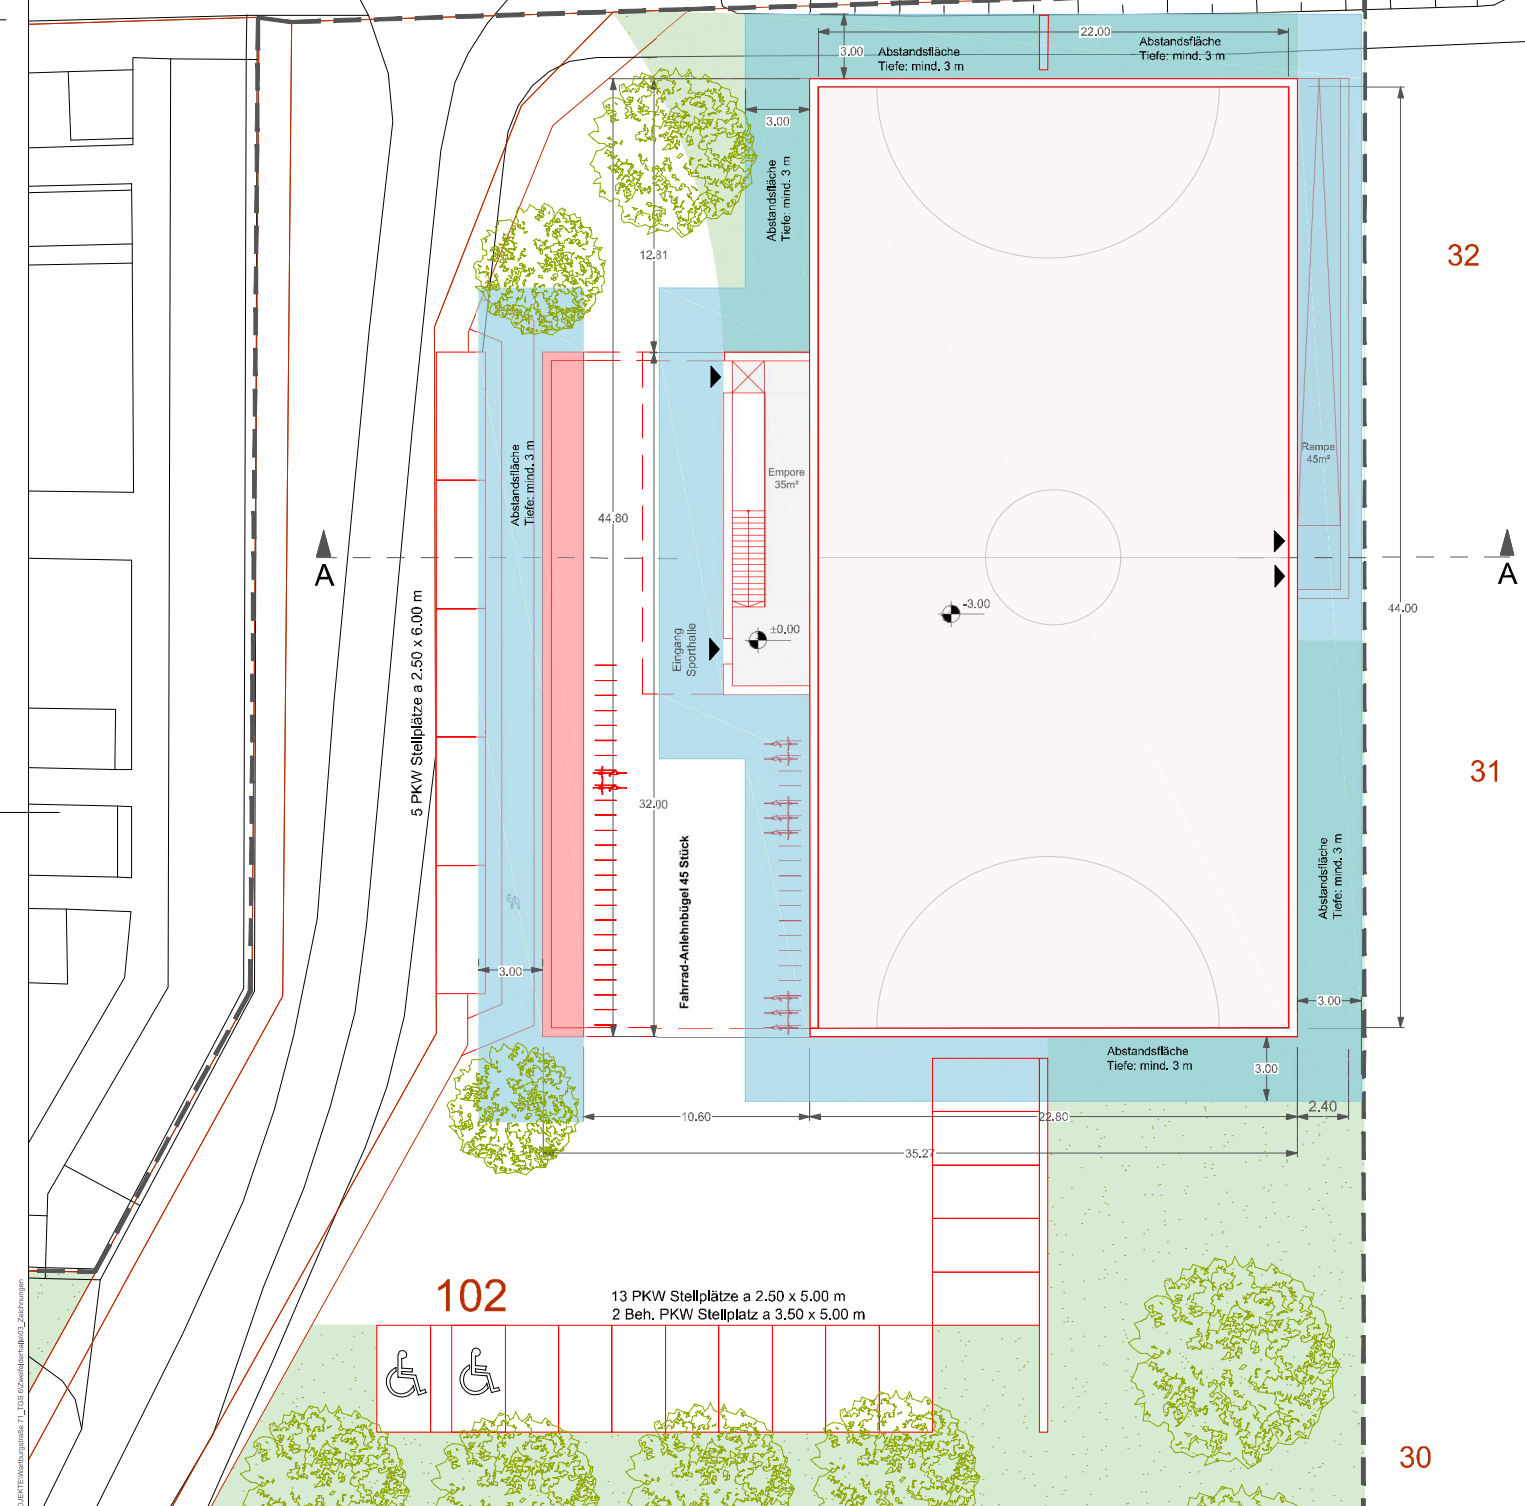 22.00
3.00
Abstandsfläche
Tiefe: mind. 3 m
Abstandsfläche
Tiefe: mind. 3 m
3.00
Abstandsfläche
Tiefe: mind. 3 m
12.81
32
Rampe
45m²
Empore
35m²
Abstandsfläche
Tiefe: mind. 3 m
44.80
A
A
-3.00
±0.00
44.00
Eingang
Sporthalle
5 PKW Stellplätze a 2.50 x 6.00 m
31
32.00
Fahrrad-Anlehnbügel 45 Stück
Abstandsfläche
Tiefe: mind. 3 m
3.00
3.00
Abstandsfläche
Tiefe: mind. 3 m
3.00
10.60
22.80
2.40
35.27
102
13 PKW Stellplätze a 2.50 x 5.00 m
2 Beh. PKW Stellplatz a 3.50 x 5.00 m
30